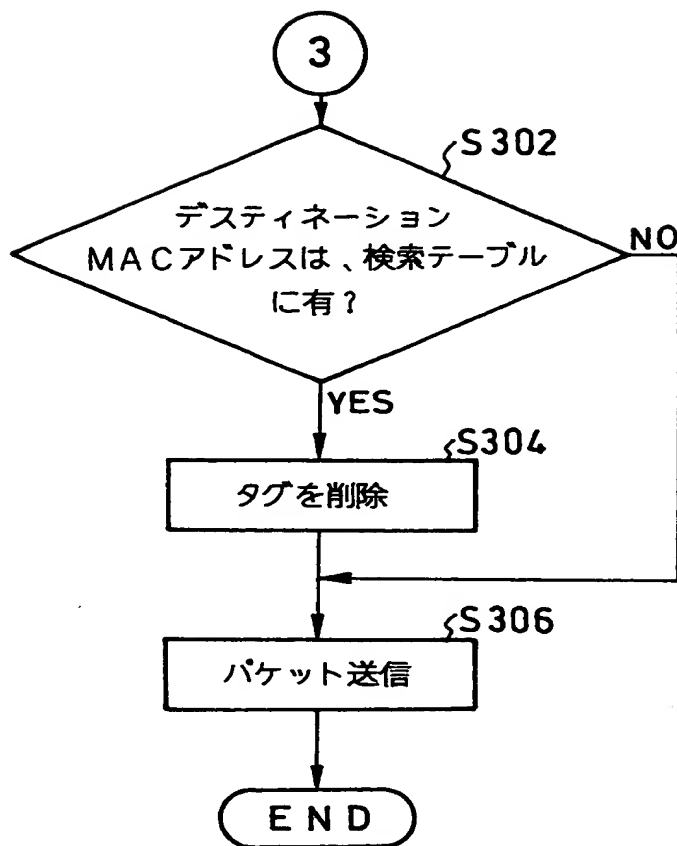 3
S302
デスティネーション
MACアドレスは、検索テーブル
に有?
NO
YES
S304
タグを削除
S306
パケット送信
END